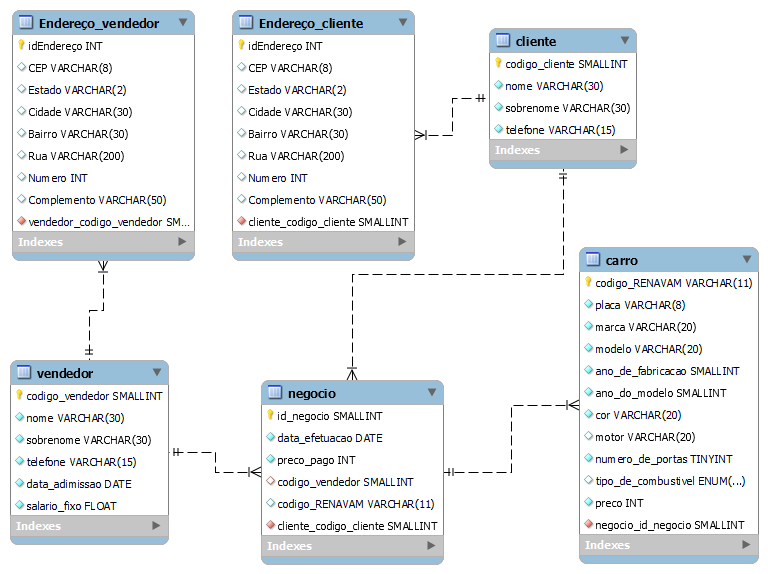 Endereço_vendedor
idEndereço INT
CEP VARCHAR(8)
Estado VARCHAR(2)
Cidade VARCHAR(30)
Bairro VARCHAR(30)
Rua VARCHAR(200)
Numero INT
Complemento VARCHAR(50)
vendedor_codigo_vendedor SM...
Indexes
Endereço_cliente
idEndereço INT
CEP VARCHAR(8)
Estado VARCHAR(2)
Cidade VARCHAR(30)
Bairro VARCHAR(30)
Rua VARCHAR(200)
Numero INT
Complemento VARCHAR(50)
cliente_codigo_cliente SMALLINT
Indexes
cliente
codigo_cliente SMALLINT
nome VARCHAR(30)
sobrenome VARCHAR(30)
telefone VARCHAR(15)
Indexes
vendedor
codigo_vendedor SMALLINT
nome VARCHAR(30)
sobrenome VARCHAR(30)
telefone VARCHAR(15)
data_adimissao DATE
salario_fixo FLOAT
Indexes
negocio
id_negocio SMALLINT
data_efetuacao DATE
preco_pago INT
codigo_vendedor SMALLINT
codigo_RENAVAM VARCHAR(11)
cliente_codigo_cliente SMALLINT
Indexes
carro
codigo_RENAVAM VARCHAR(11)
placa VARCHAR(8)
marca VARCHAR(20)
modelo VARCHAR(20)
ano_de_fabricacao SMALLINT
ano_do_modelo SMALLINT
cor VARCHAR(20)
motor VARCHAR(20)
numero_de_portas TINYINT
tipo_de_combustivel ENUM(...)
preco INT
negocio_id_negocio SMALLINT
Indexes